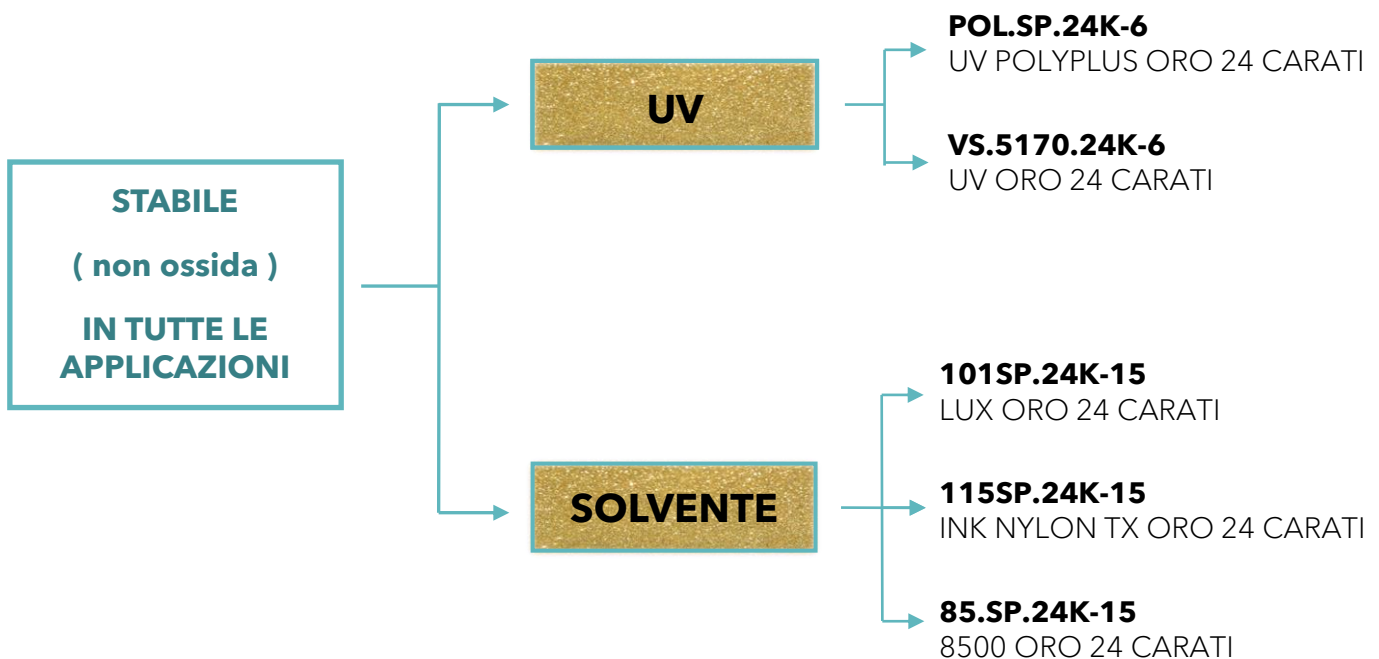 STABILE
( non ossida )
IN TUTTE LE
APPLICAZIONI
UV
POL.SP.24K-6
UV POLYPLUS ORO 24 CARATI
VS.5170.24K-6
UV ORO 24 CARATI
SOLVENTE
101SP.24K-15
LUX ORO 24 CARATI
115SP.24K-15
INK NYLON TX ORO 24 CARATI
85.SP.24K-15
8500 ORO 24 CARATI